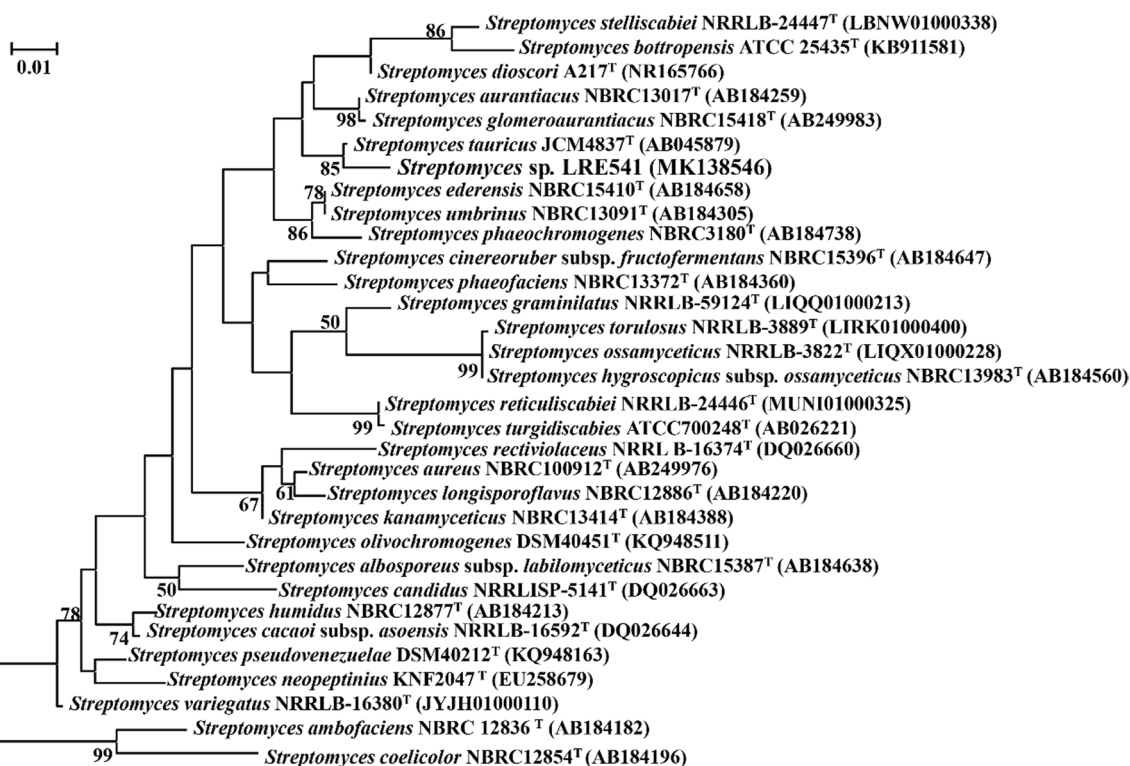 86
Streptomyces stelliscabiei NRRLB-24447ᵀ (LBNW01000338)
Streptomyces bottropensis ATCC 25435ᵀ (KB911581)
0.01
Streptomyces dioscori A217ᵀ (NR165766)
Streptomyces aurantiacus NBRC13017ᵀ (AB184259)
98
Streptomyces glomeroaurantiacus NBRC15418ᵀ (AB249983)
Streptomyces tauricus JCM4837ᵀ (AB045879)
85
Streptomyces sp. LRE541 (MK138546)
78
Streptomyces ederensis NBRC15410ᵀ (AB184658)
Streptomyces umbrinus NBRC13091ᵀ (AB184305)
86
Streptomyces phaeochromogenes NBRC3180ᵀ (AB184738)
Streptomyces cinereoruber subsp. fructofermentans NBRC15396ᵀ (AB184647)
Streptomyces phaeofaciens NBRC13372ᵀ (AB184360)
Streptomyces graminilatus NRRLB-59124ᵀ (LIQQ01000213)
50
Streptomyces torulosus NRRLB-3889ᵀ (LIRK01000400)
Streptomyces ossamyceticus NRRLB-3822ᵀ (LIQX01000228)
99
Streptomyces hygroscopicus subsp. ossamyceticus NBRC13983ᵀ (AB184560)
Streptomyces reticuliscabiei NRRLB-24446ᵀ (MUNI01000325)
99
Streptomyces turgidiscabies ATCC700248ᵀ (AB026221)
Streptomyces rectiviolaceus NRRL B-16374ᵀ (DQ026660)
Streptomyces aureus NBRC100912ᵀ (AB249976)
61
Streptomyces longisporoflavus NBRC12886ᵀ (AB184220)
67
Streptomyces kanamyceticus NBRC13414ᵀ (AB184388)
Streptomyces olivochromogenes DSM40451ᵀ (KQ948511)
Streptomyces albosporeus subsp. labilomyceticus NBRC15387ᵀ (AB184638)
50
Streptomyces candidus NRRLISP-5141ᵀ (DQ026663)
78
Streptomyces humidus NBRC12877ᵀ (AB184213)
74
Streptomyces cacaoi subsp. asoensis NRRLB-16592ᵀ (DQ026644)
Streptomyces pseudovenezuelae DSM40212ᵀ (KQ948163)
Streptomyces neopeptinius KNF2047 ᵀ (EU258679)
Streptomyces variegatus NRRLB-16380ᵀ (JYJH01000110)
Streptomyces ambofaciens NBRC 12836 ᵀ (AB184182)
99
Streptomyces coelicolor NBRC12854ᵀ (AB184196)